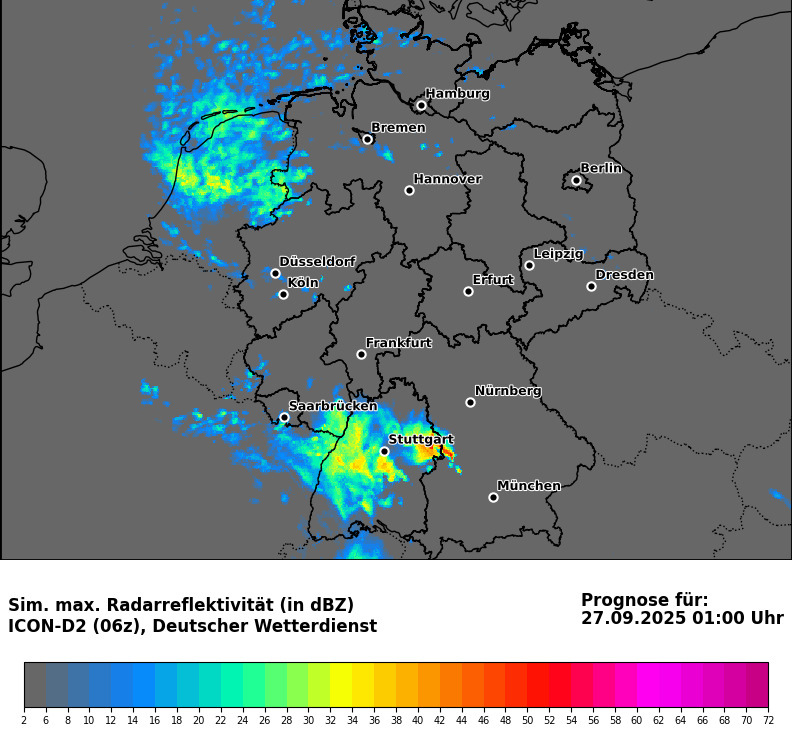 Hamburg
Bremen
Berlin
Hannover
Düsseldorf
Leipzig
Köln
Erfurt
Dresden
Frankfurt
Nürnberg
Saarbrücken
Stuttgart
München
Sim. max. Radarreflektivität (in dBZ)
ICON-D2 (06z), Deutscher Wetterdienst
Prognose für:
27.09.2025 01:00 Uhr
2 6 8 10 12 14 16 18 20 22 24 26 28 30 32 34 36 38 40 42 44 46 48 50 52 54 56 58 60 62 64 66 68 70 72